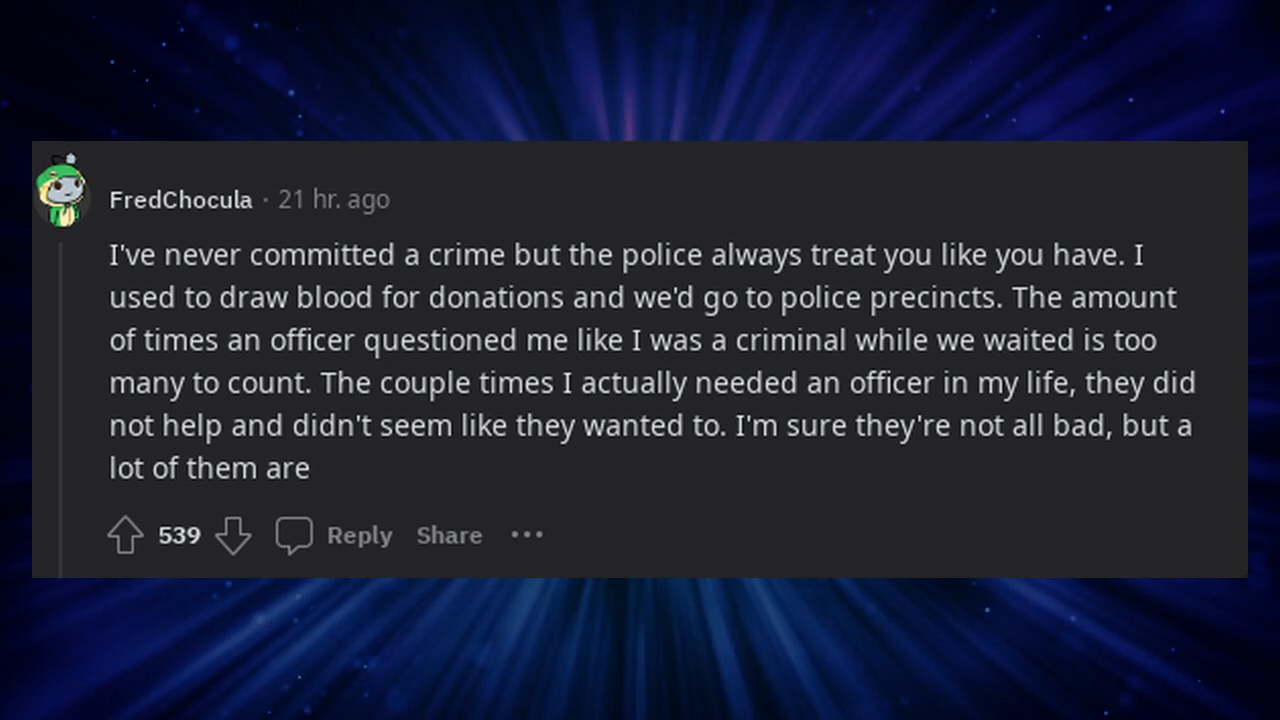 FredChocula · 21 hr. ago
I've never committed a crime but the police always treat you like you have. I
used to draw blood for donations and we'd go to police precincts. The amount
of times an officer questioned me like I was a criminal while we waited is too
many to count. The couple times I actually needed an officer in my life, they did
not help and didn't seem like they wanted to. I'm sure they're not all bad, but a
lot of them are
539 Reply Share ···